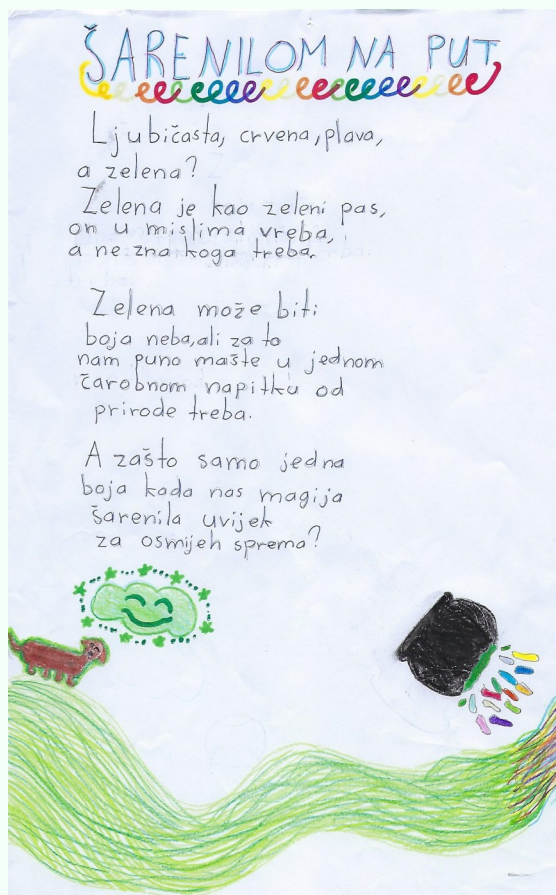 ŠARENILOM NA PUT
Ljubičasta, crvena, plava,
a zelena?
Zelena je kao zeleni pas,
on u mislima vreba,
a ne zna koga treba.
Zelena može biti
boja neba, ali za to
nam puno mašte u jednom
čarobnom napitku od
prirode treba.
A zašto samo jedna
boja kada nas magija
šarenila uvijek
za osmijeh sprema?